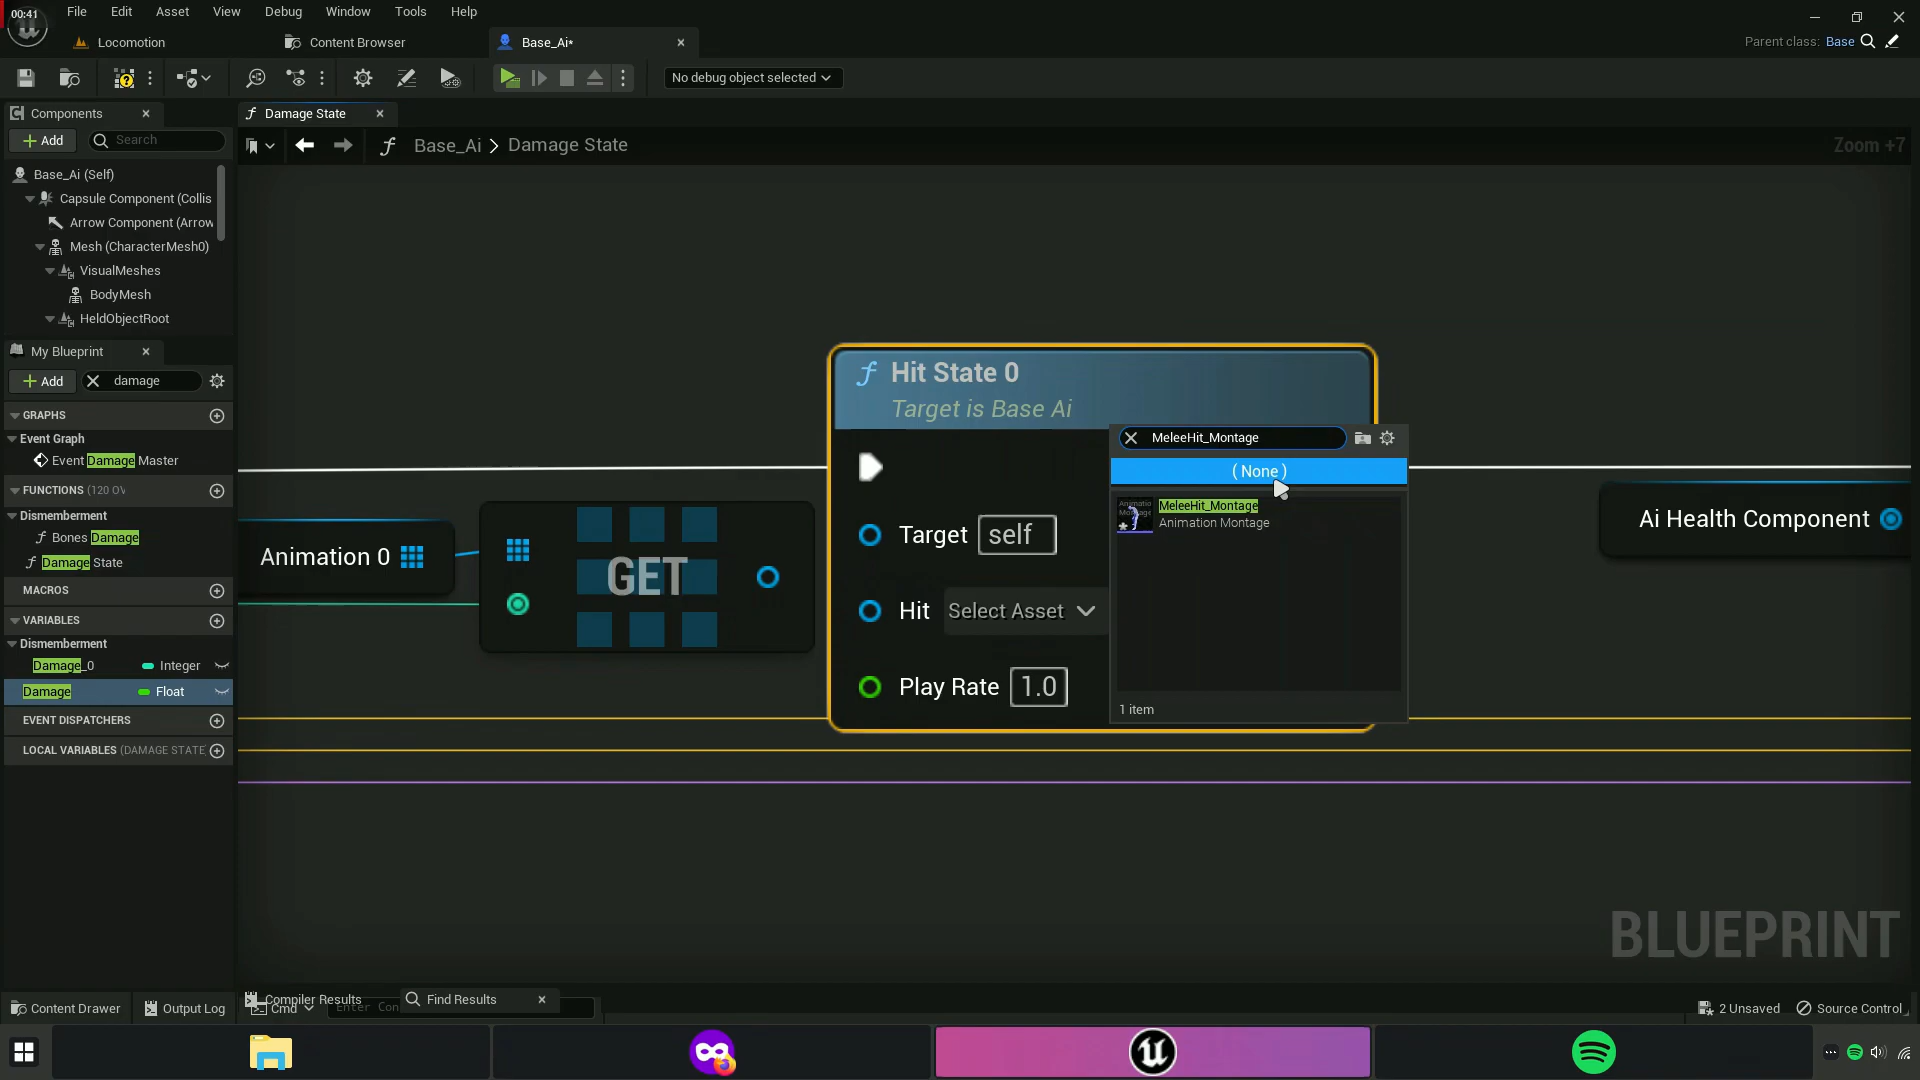 00:41
File Edit Asset View Debug Window Tools Help
Locomotion
Content Browser
Base_Ai*
Parent class: Base
No debug object selected
Components
Damage State
Add
Search
Base_Ai > Damage State
Zoom +7
Base_Ai (Self)
Capsule Component (Collis
Arrow Component (Arrow
Mesh (CharacterMesh0)
VisualMeshes
BodyMesh
HeldObjectRoot
My Blueprint
Add
damage
GRAPHS
Event Graph
Event Damage Master
FUNCTIONS (120 OV
Dismemberment
Bones Damage
Damage State
MACROS
VARIABLES
Dismemberment
Damage_0 Integer
Damage Float
EVENT DISPATCHERS
LOCAL VARIABLES (DAMAGE STATE
Animation 0
GET
Hit State 0
Target is Base Ai
Target self
Hit Select Asset
Play Rate 1.0
MeleeHit_Montage
( None )
MeleeHit_Montage
Animation Montage
1 item
Ai Health Component
BLUEPRINT
Compiler Results
Find Results
Content Drawer
Output Log
Cmd
Enter Con
2 Unsaved
Source Control